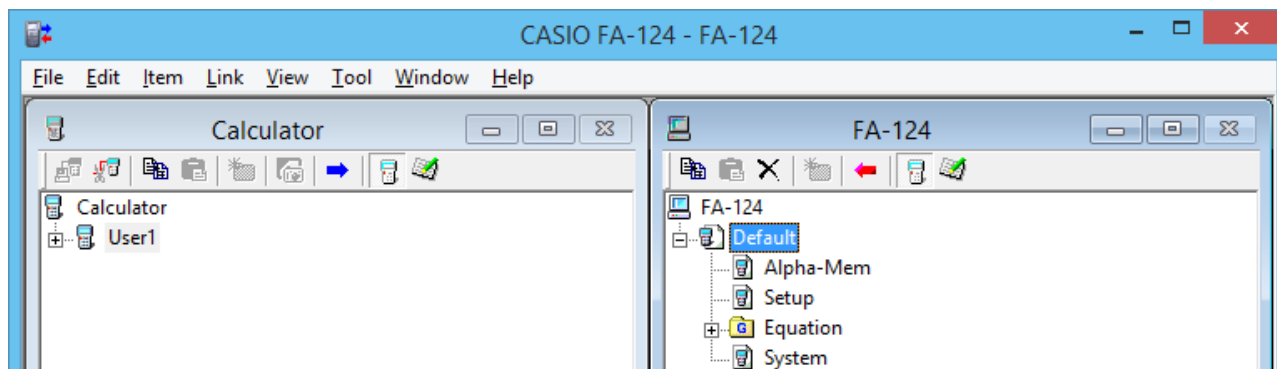 CASIO FA-124 - FA-124
File Edit Item Link View Tool Window Help
Calculator
Calculator
User1
FA-124
FA-124
Default
Alpha-Mem
Setup
G Equation
System